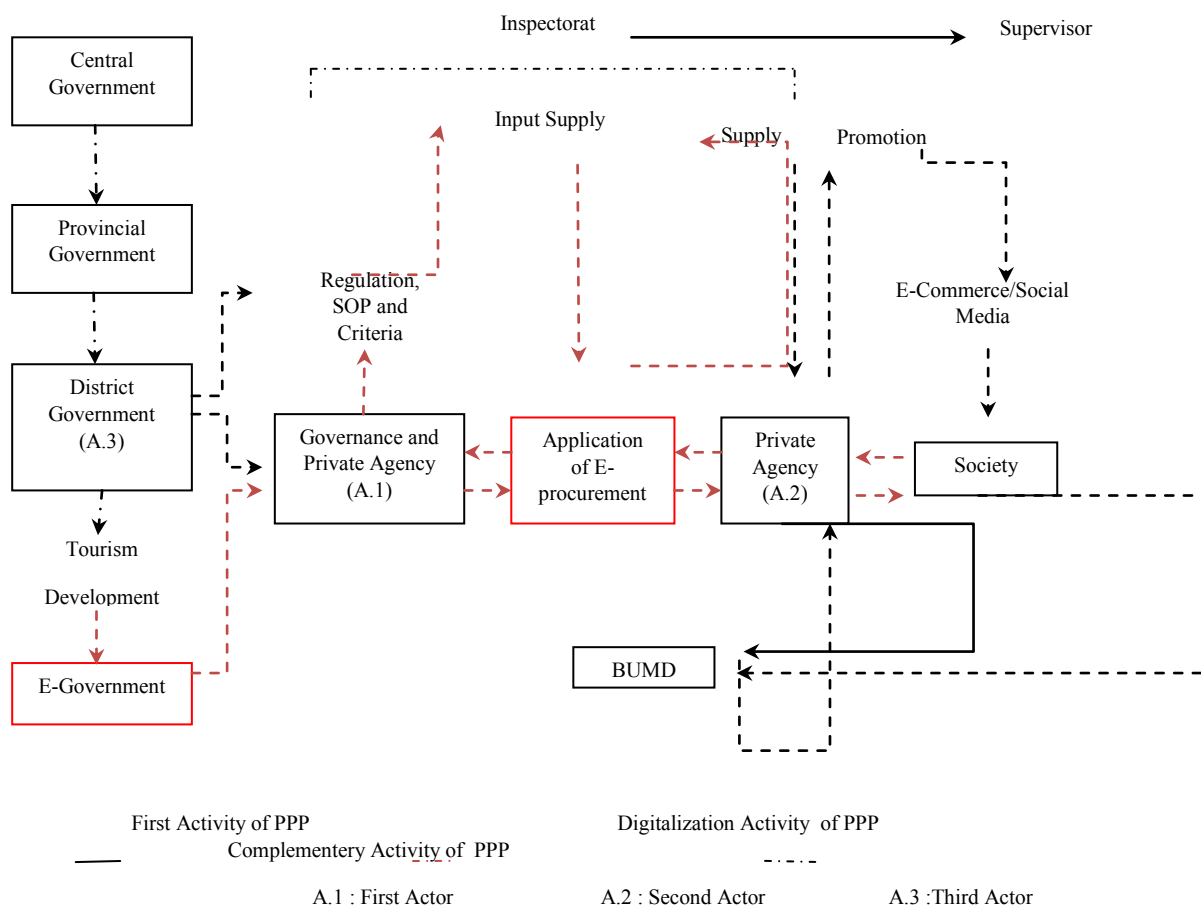 Inspectorat
Supervisor
Central
Government
Input Supply
Supply
Promotion
Provincial
Government
Regulation,
SOP and
Criteria
E-Commerce/Social
Media
District
Government
(A.3)
Governance and
Private Agency
(A.1)
Application
of E-
procurement
Private
Agency
(A.2)
Society
Tourism
Development
E-Government
BUMD
First Activity of PPP
Digitalization Activity of PPP
Complementery Activity of PPP
A.1 : First Actor
A.2 : Second Actor
A.3 :Third Actor